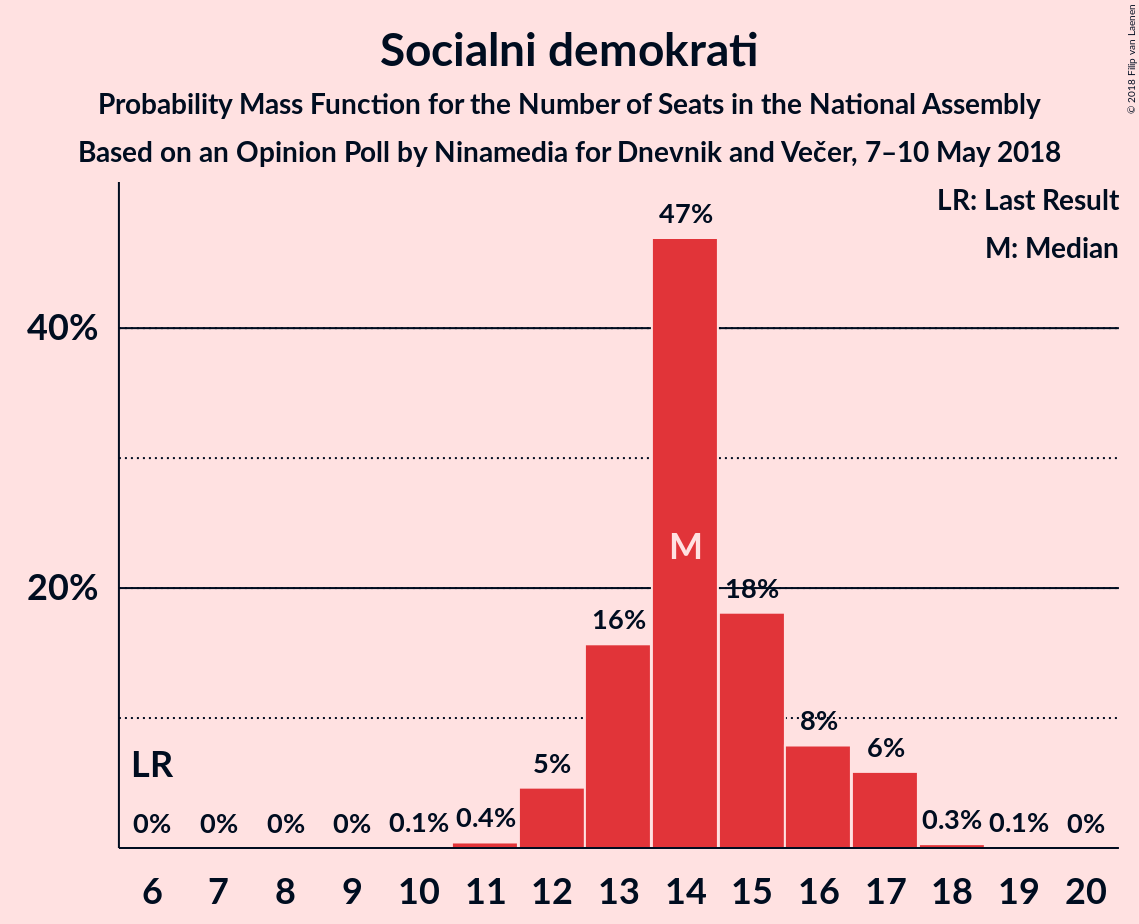 Socialni demokrati
Probability Mass Function for the Number of Seats in the National Assembly
Based on an Opinion Poll by Ninamedia for Dnevnik and Večer, 7–10 May 2018
© 2018 Filip van Laenen
LR: Last Result
M: Median
47%
40%
M
20%
18%
16%
8%
6%
LR
5%
0% 0% 0% 0% 0.1% 0.4% 0.3% 0.1% 0%
6 7 8 9 10 11 12 13 14 15 16 17 18 19 20